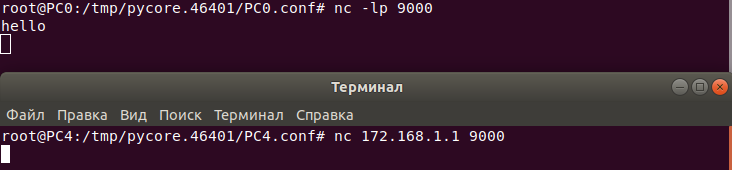 root@PC0:/tmp/pycore.46401/PC0.conf# nc -lp 9000
hello
Терминал
Файл Правка Вид Поиск Терминал Справка
root@PC4:/tmp/pycore.46401/PC4.conf# nc 172.168.1.1 9000